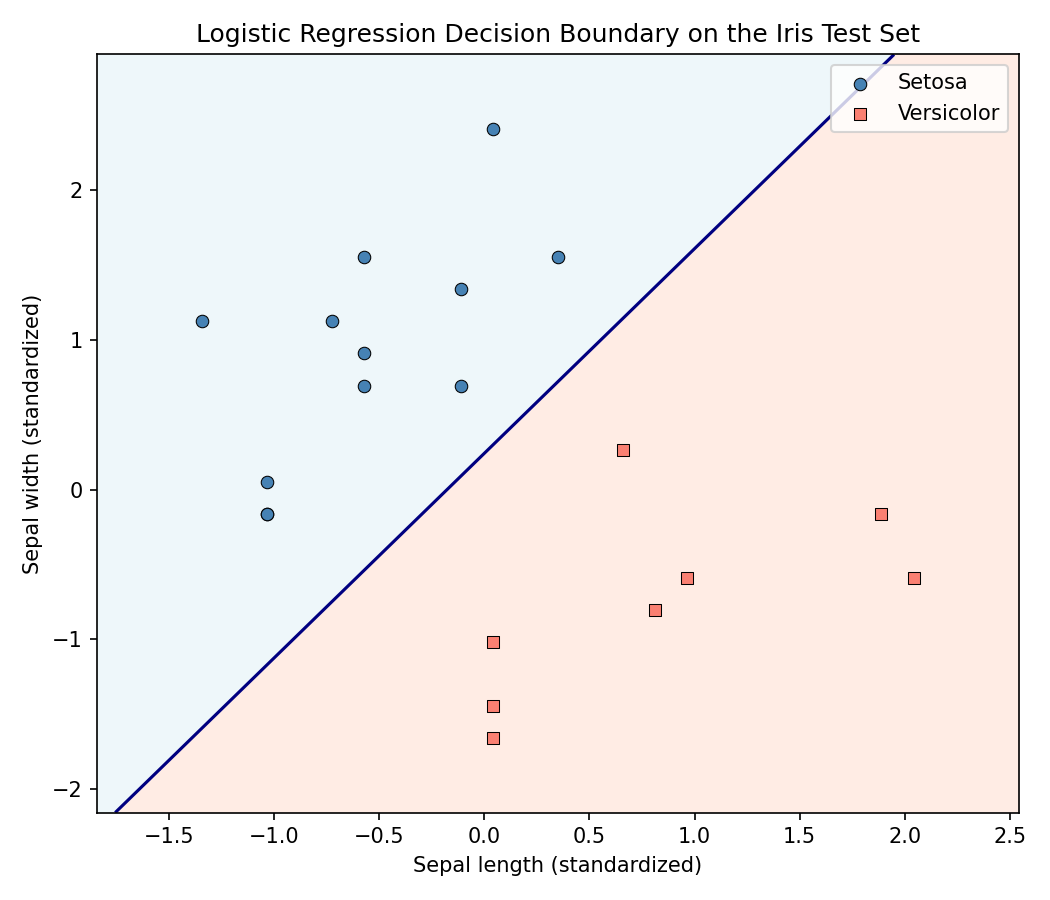 Logistic Regression Decision Boundary on the Iris Test Set
Setosa
Versicolor
Sepal width (standardized)
2
1
0
−1
−2
−1.5
−1.0
−0.5
0.0
0.5
1.0
1.5
2.0
2.5
Sepal length (standardized)